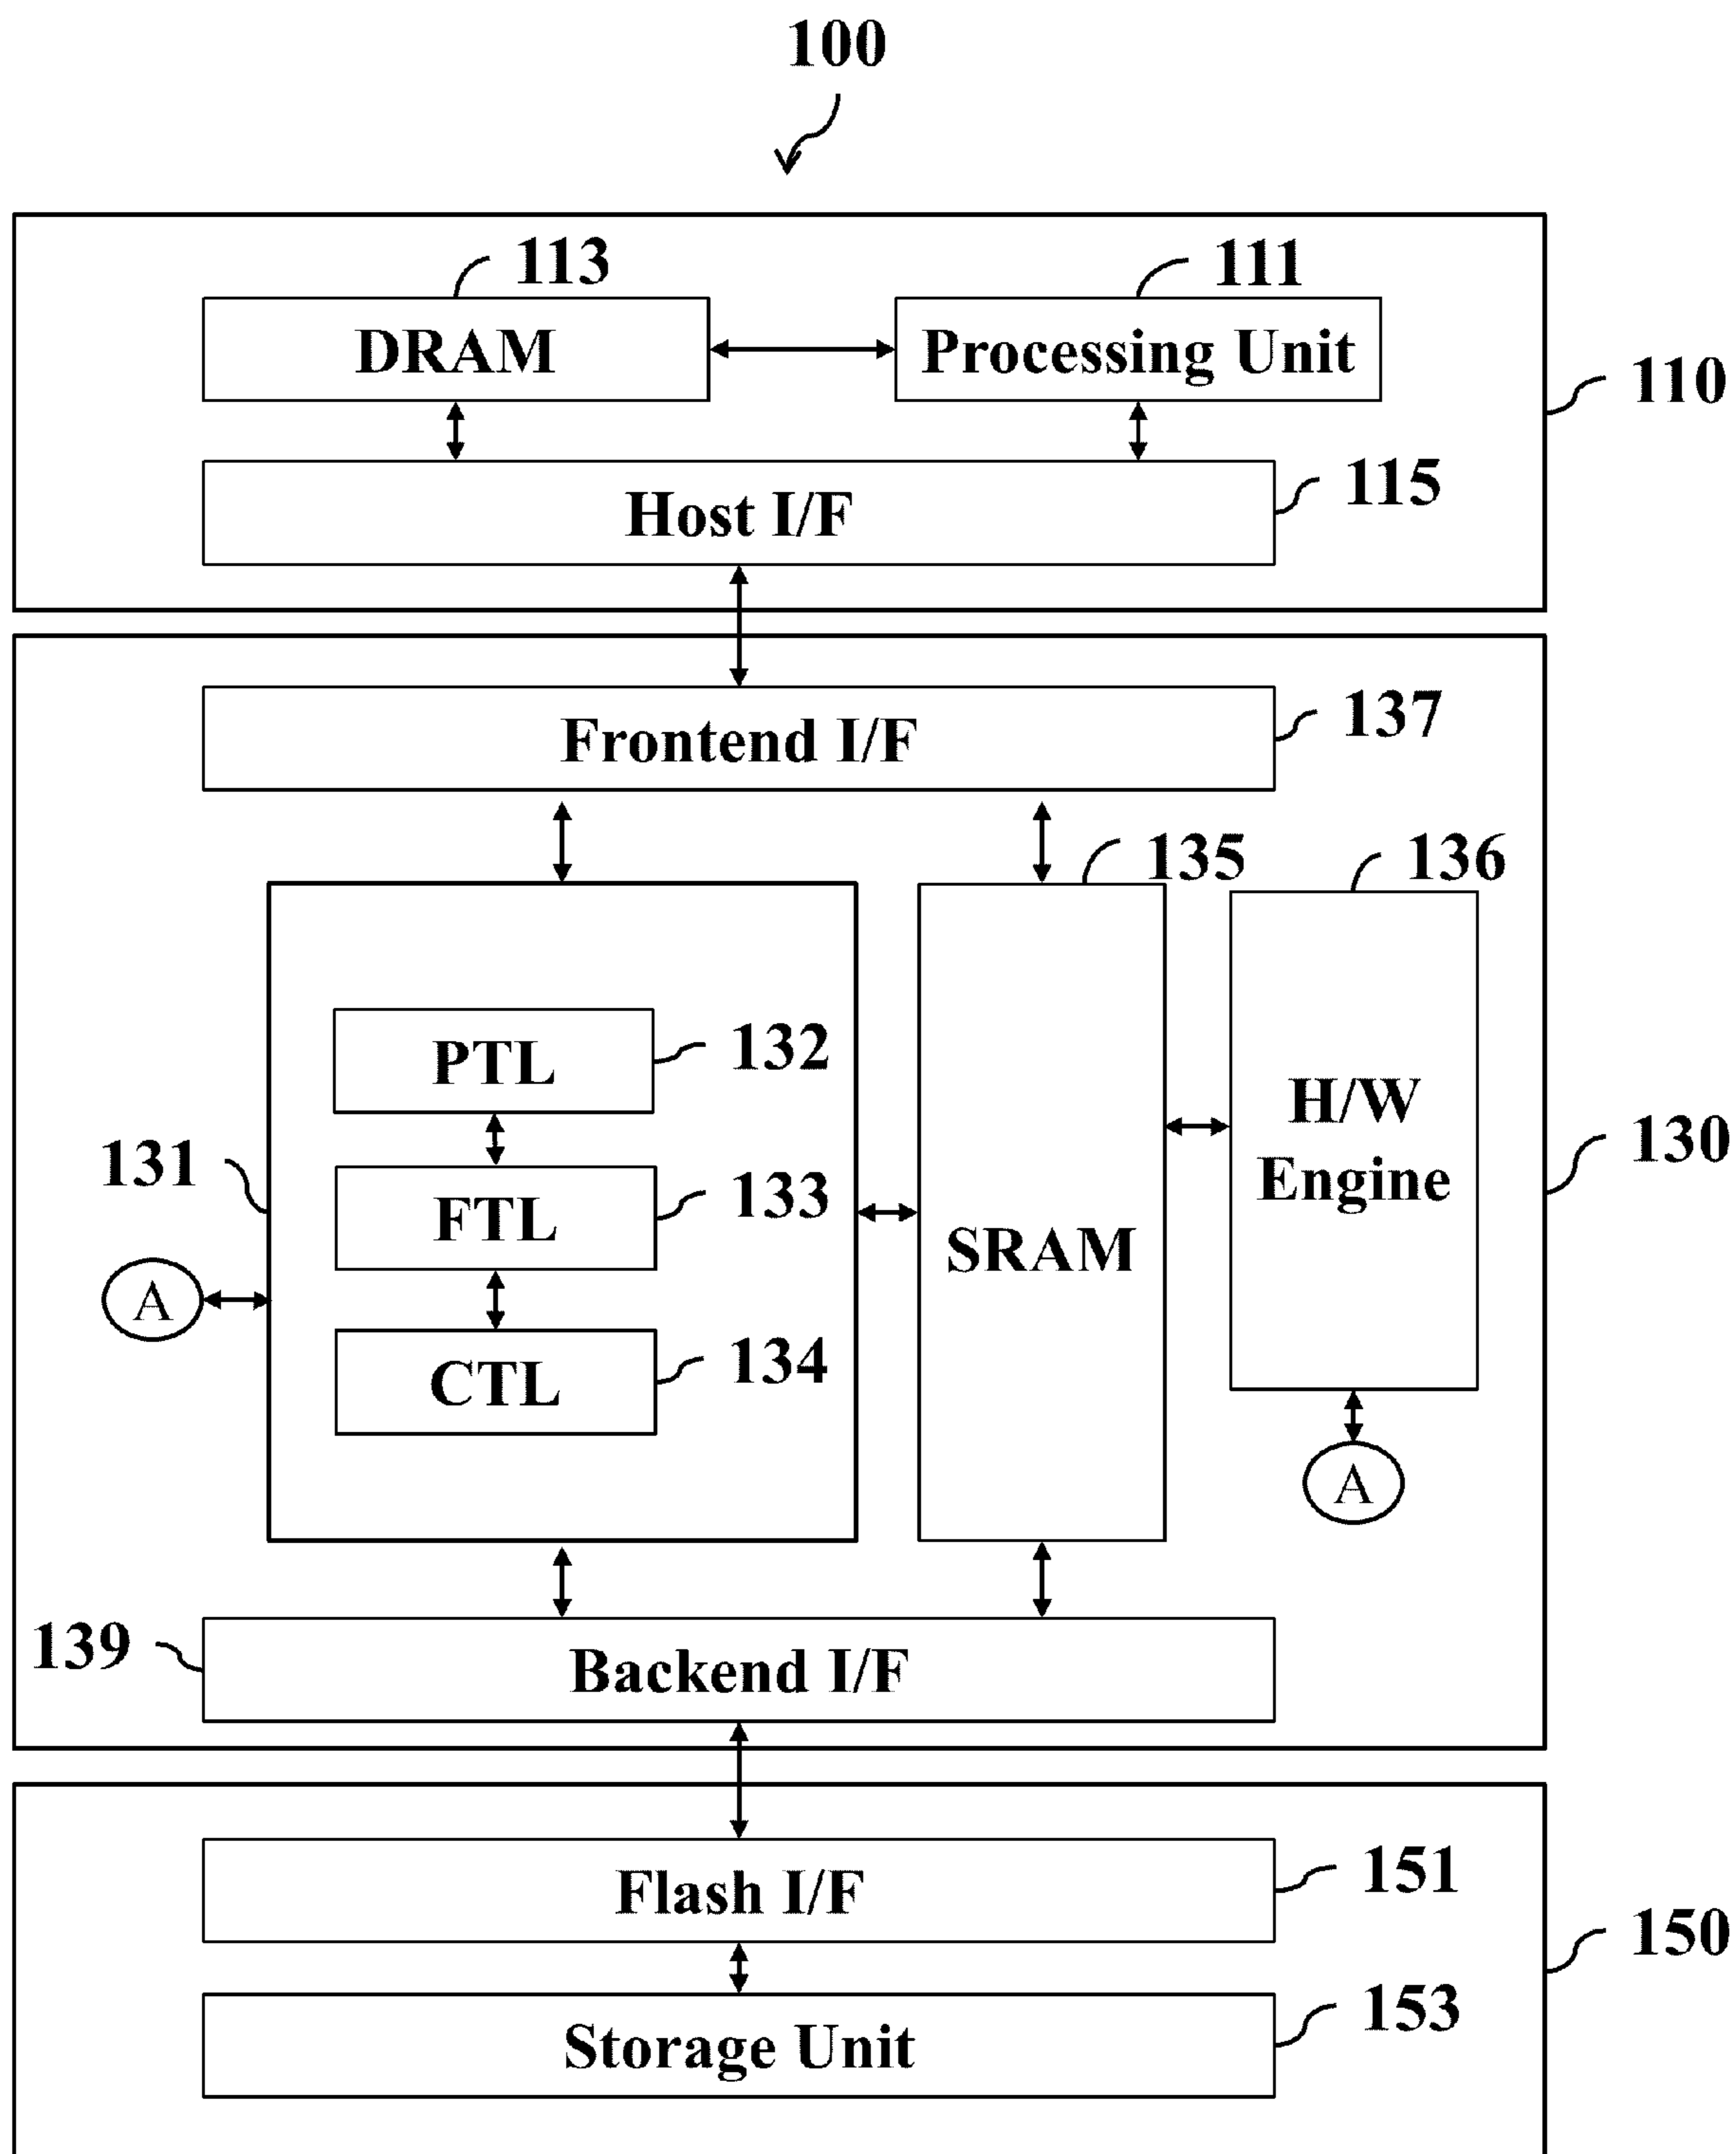 100
113
111
DRAM
Processing Unit
110
115
Host I/F
137
Frontend I/F
135
136
PTL
132
H/W
Engine
130
131
FTL
133
SRAM
A
CTL
134
A
139
Backend I/F
151
Flash I/F
150
153
Storage Unit